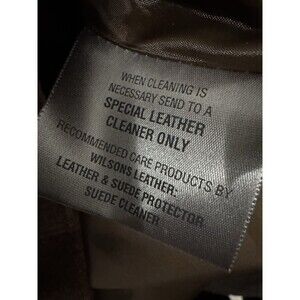 WHEN CLEANING IS
NECESSARY SEND TO A
SPECIAL LEATHER
CLEANER ONLY
RECOMMENDED CARE PRODUCTS BY
WILSONS LEATHER:
LEATHER & SUEDE PROTECTOR
SUEDE CLEANER